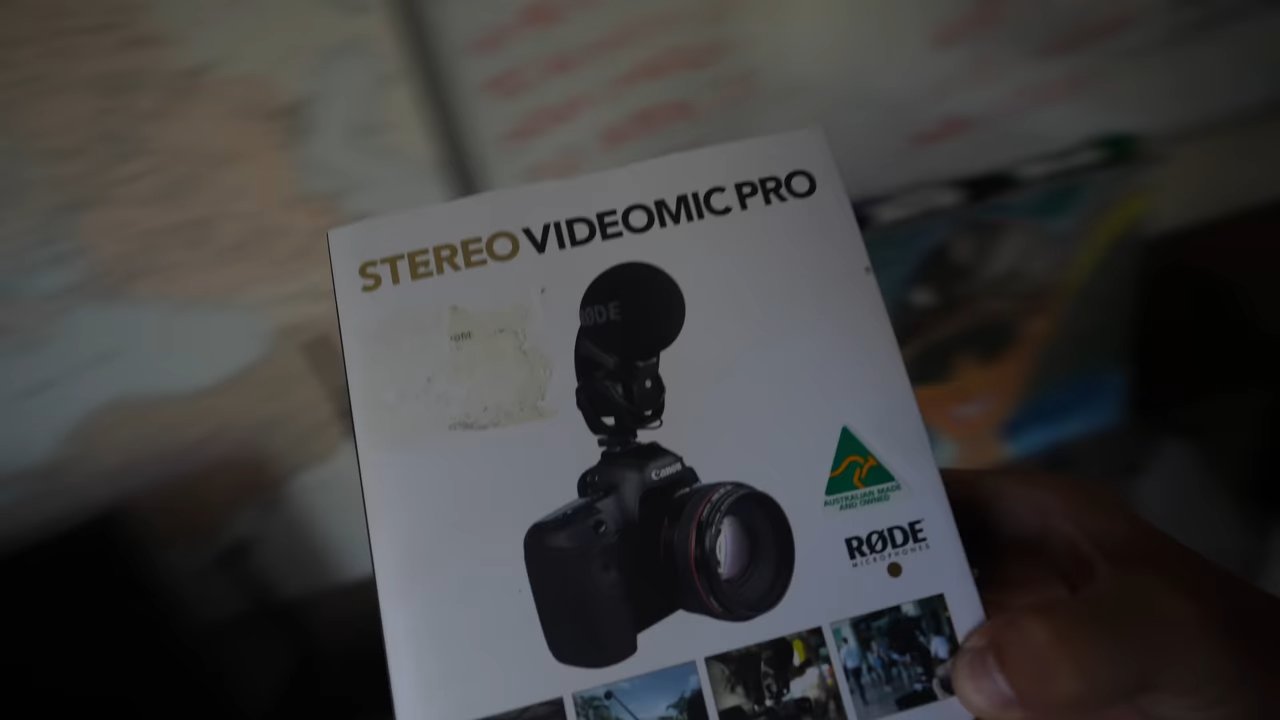 STEREO VIDEOMIC PRO
RØDE
Canon
AUSTRALIAN MADE
AND OWNED
RØDE
MICROPHONES